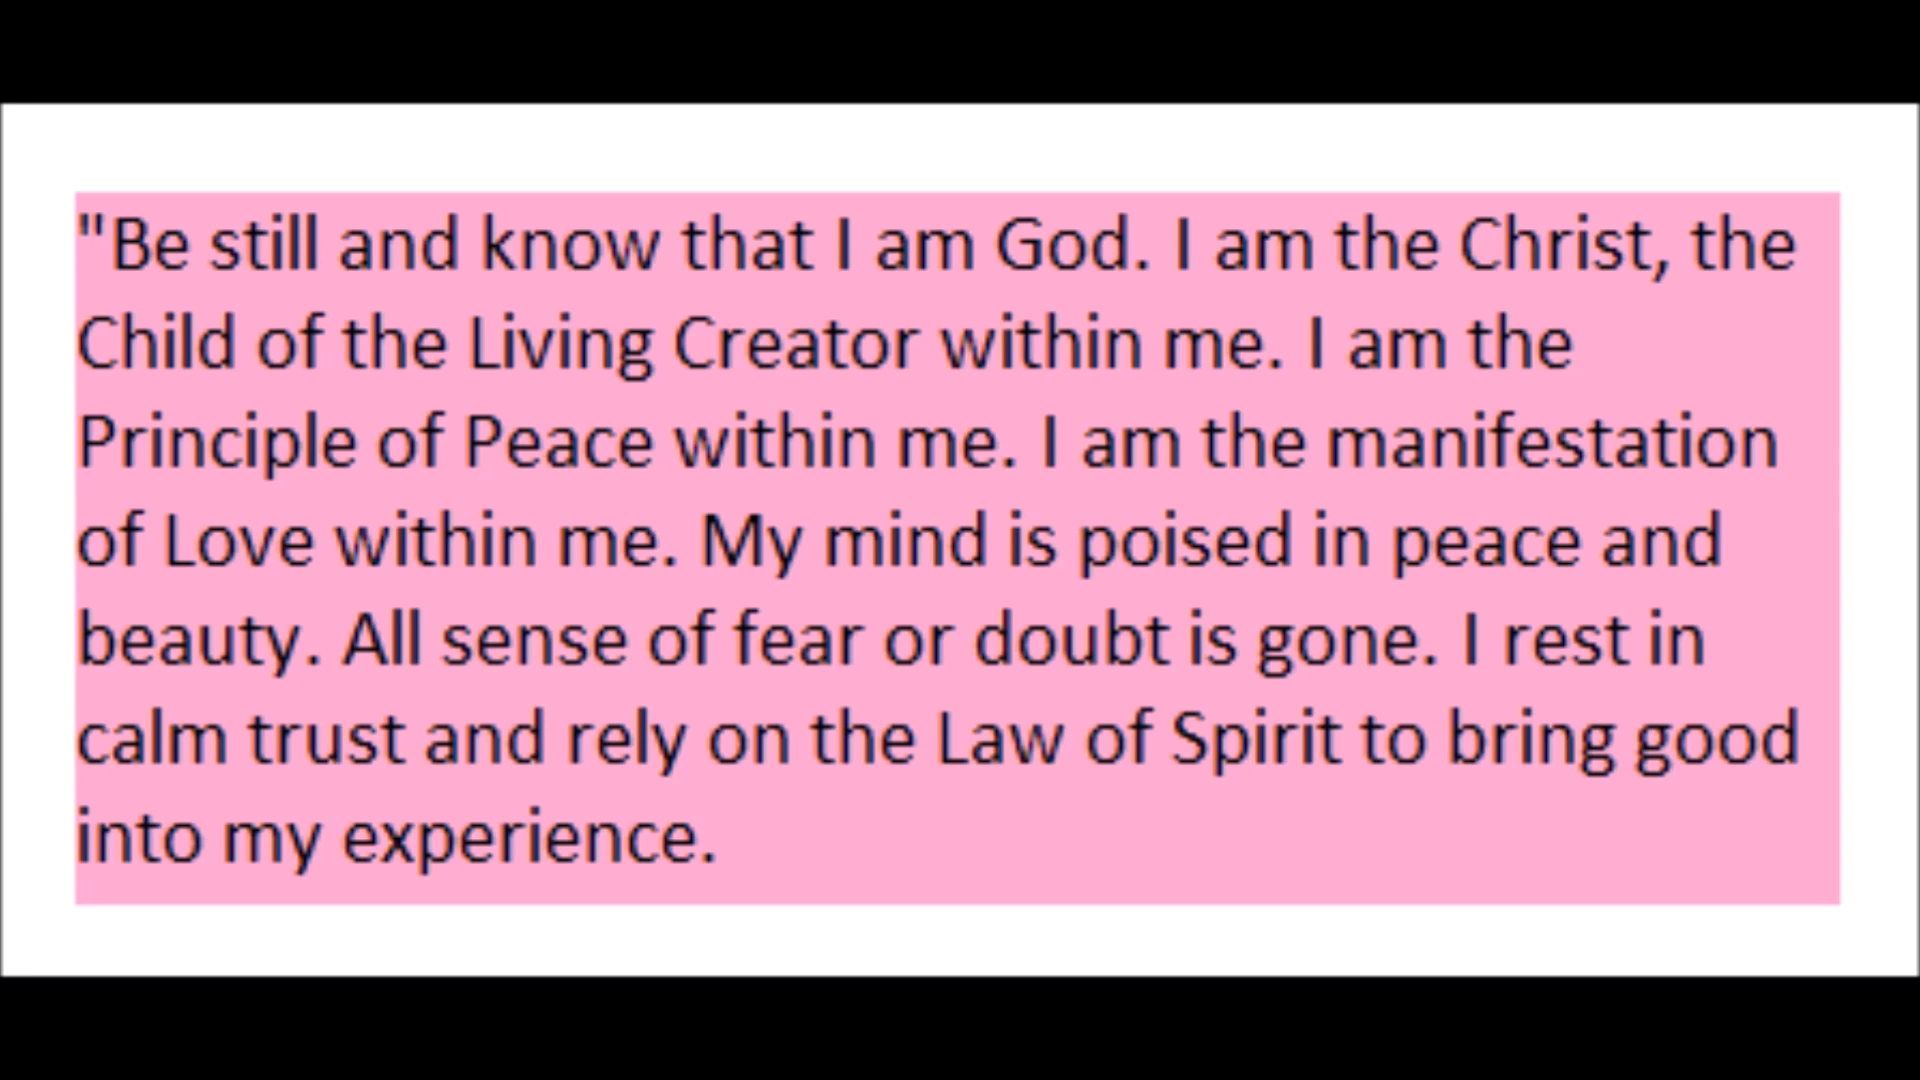 "Be still and know that I am God. I am the Christ, the
Child of the Living Creator within me. I am the
Principle of Peace within me. I am the manifestation
of Love within me. My mind is poised in peace and
beauty. All sense of fear or doubt is gone. I rest in
calm trust and rely on the Law of Spirit to bring good
into my experience.